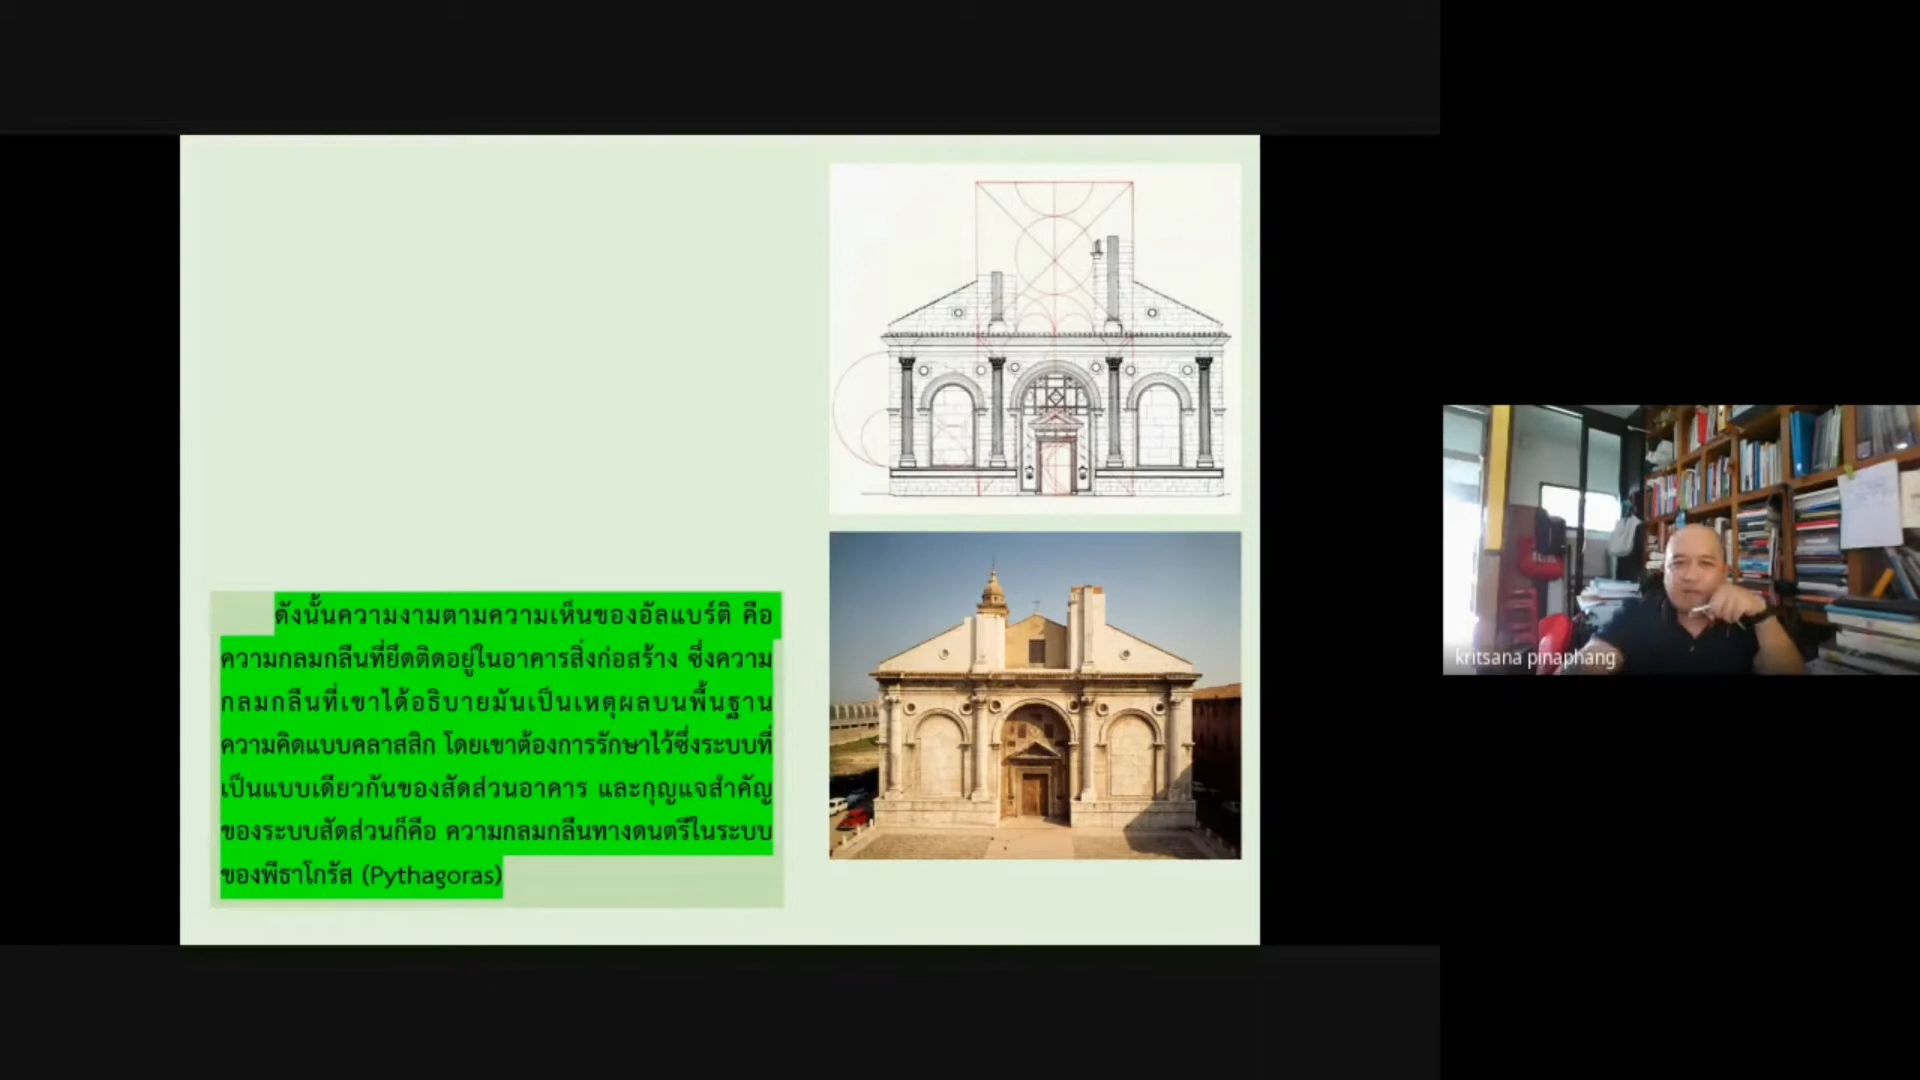 ดังนั้นความงามตามความเห็นของอัลแบร์ติ คือ
ความกลมกลืนที่ยึดติดอยู่ในอาคารสิ่งก่อสร้าง ซึ่งความ
กลมกลืนที่เขาได้อธิบายมันเป็นเหตุผลบนพื้นฐาน
ความคิดแบบคลาสสิก โดยเขาต้องการรักษาไว้ซึ่งระบบที่
เป็นแบบเดียวกันของสัดส่วนอาคาร และกุญแจสำคัญ
ของระบบสัดส่วนก็คือ ความกลมกลืนทางดนตรีในระบบ
ของพีธาโกรัส (Pythagoras)
kritsana pinaphang